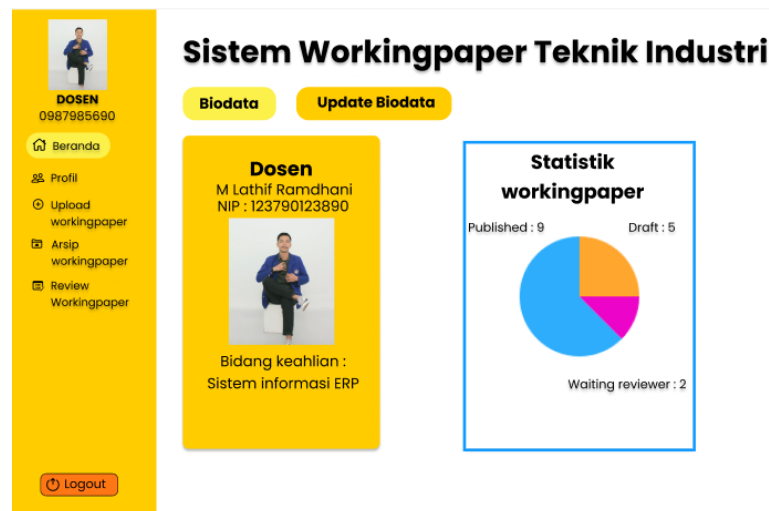 DOSEN
0987985690
Beranda
Profil
Upload
workingpaper
Arsip
workingpaper
Review
Workingpaper
Logout
Sistem Workingpaper Teknik Industri
Biodata
Update Biodata
Dosen
M Lathif Ramdhani
NIP : 123790123890
Bidang keahlian :
Sistem informasi ERP
Statistik
workingpaper
Published : 9
Draft : 5
Waiting reviewer : 2